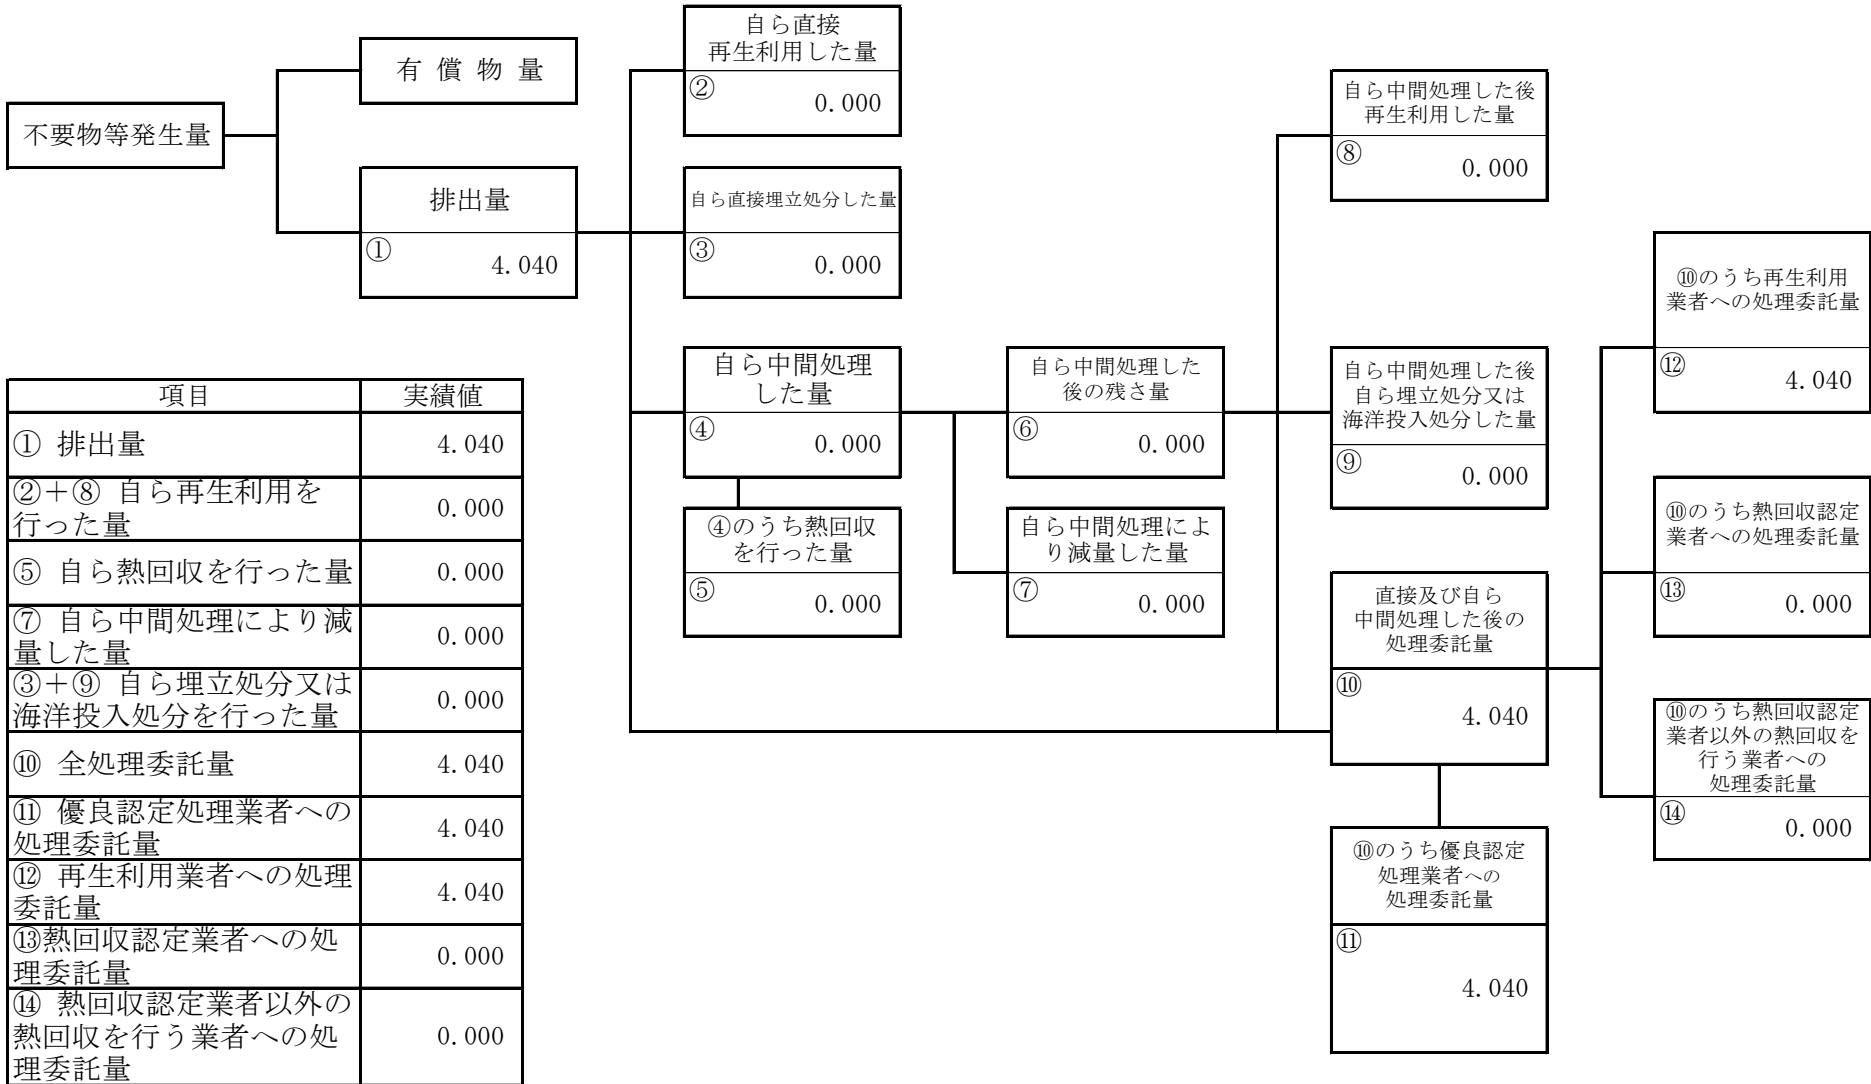 不要物等発生量
有 償 物 量
排出量
①
4.040
自ら直接
再生利用した量
②
0.000
自ら直接埋立処分した量
③
0.000
自ら中間処理
した量
④
0.000
④のうち熱回収
を行った量
⑤
0.000
自ら中間処理した
後の残さ量
⑥
0.000
自ら中間処理によ
り減量した量
⑦
0.000
自ら中間処理した後
再生利用した量
⑧
0.000
自ら中間処理した後
自ら埋立処分又は
海洋投入処分した量
⑨
0.000
直接及び自ら
中間処理した後の
処理委託量
⑩
4.040
⑩のうち優良認定
処理業者への
処理委託量
⑪
4.040
⑩のうち再生利用
業者への処理委託量
⑫
4.040
⑩のうち熱回収認定
業者への処理委託量
⑬
0.000
⑩のうち熱回収認定
業者以外の熱回収を
行う業者への
処理委託量
⑭
0.000
項目 実績値
① 排出量 4.040
②＋⑧ 自ら再生利用を
行った量 0.000
⑤ 自ら熱回収を行った量 0.000
⑦ 自ら中間処理により減
量した量 0.000
③＋⑨ 自ら埋立処分又は
海洋投入処分を行った量 0.000
⑩ 全処理委託量 4.040
⑪ 優良認定処理業者への
処理委託量 4.040
⑫ 再生利用業者への処理
委託量 4.040
⑬熱回収認定業者への処
理委託量 0.000
⑭ 熱回収認定業者以外の
熱回収を行う業者への処
理委託量 0.000